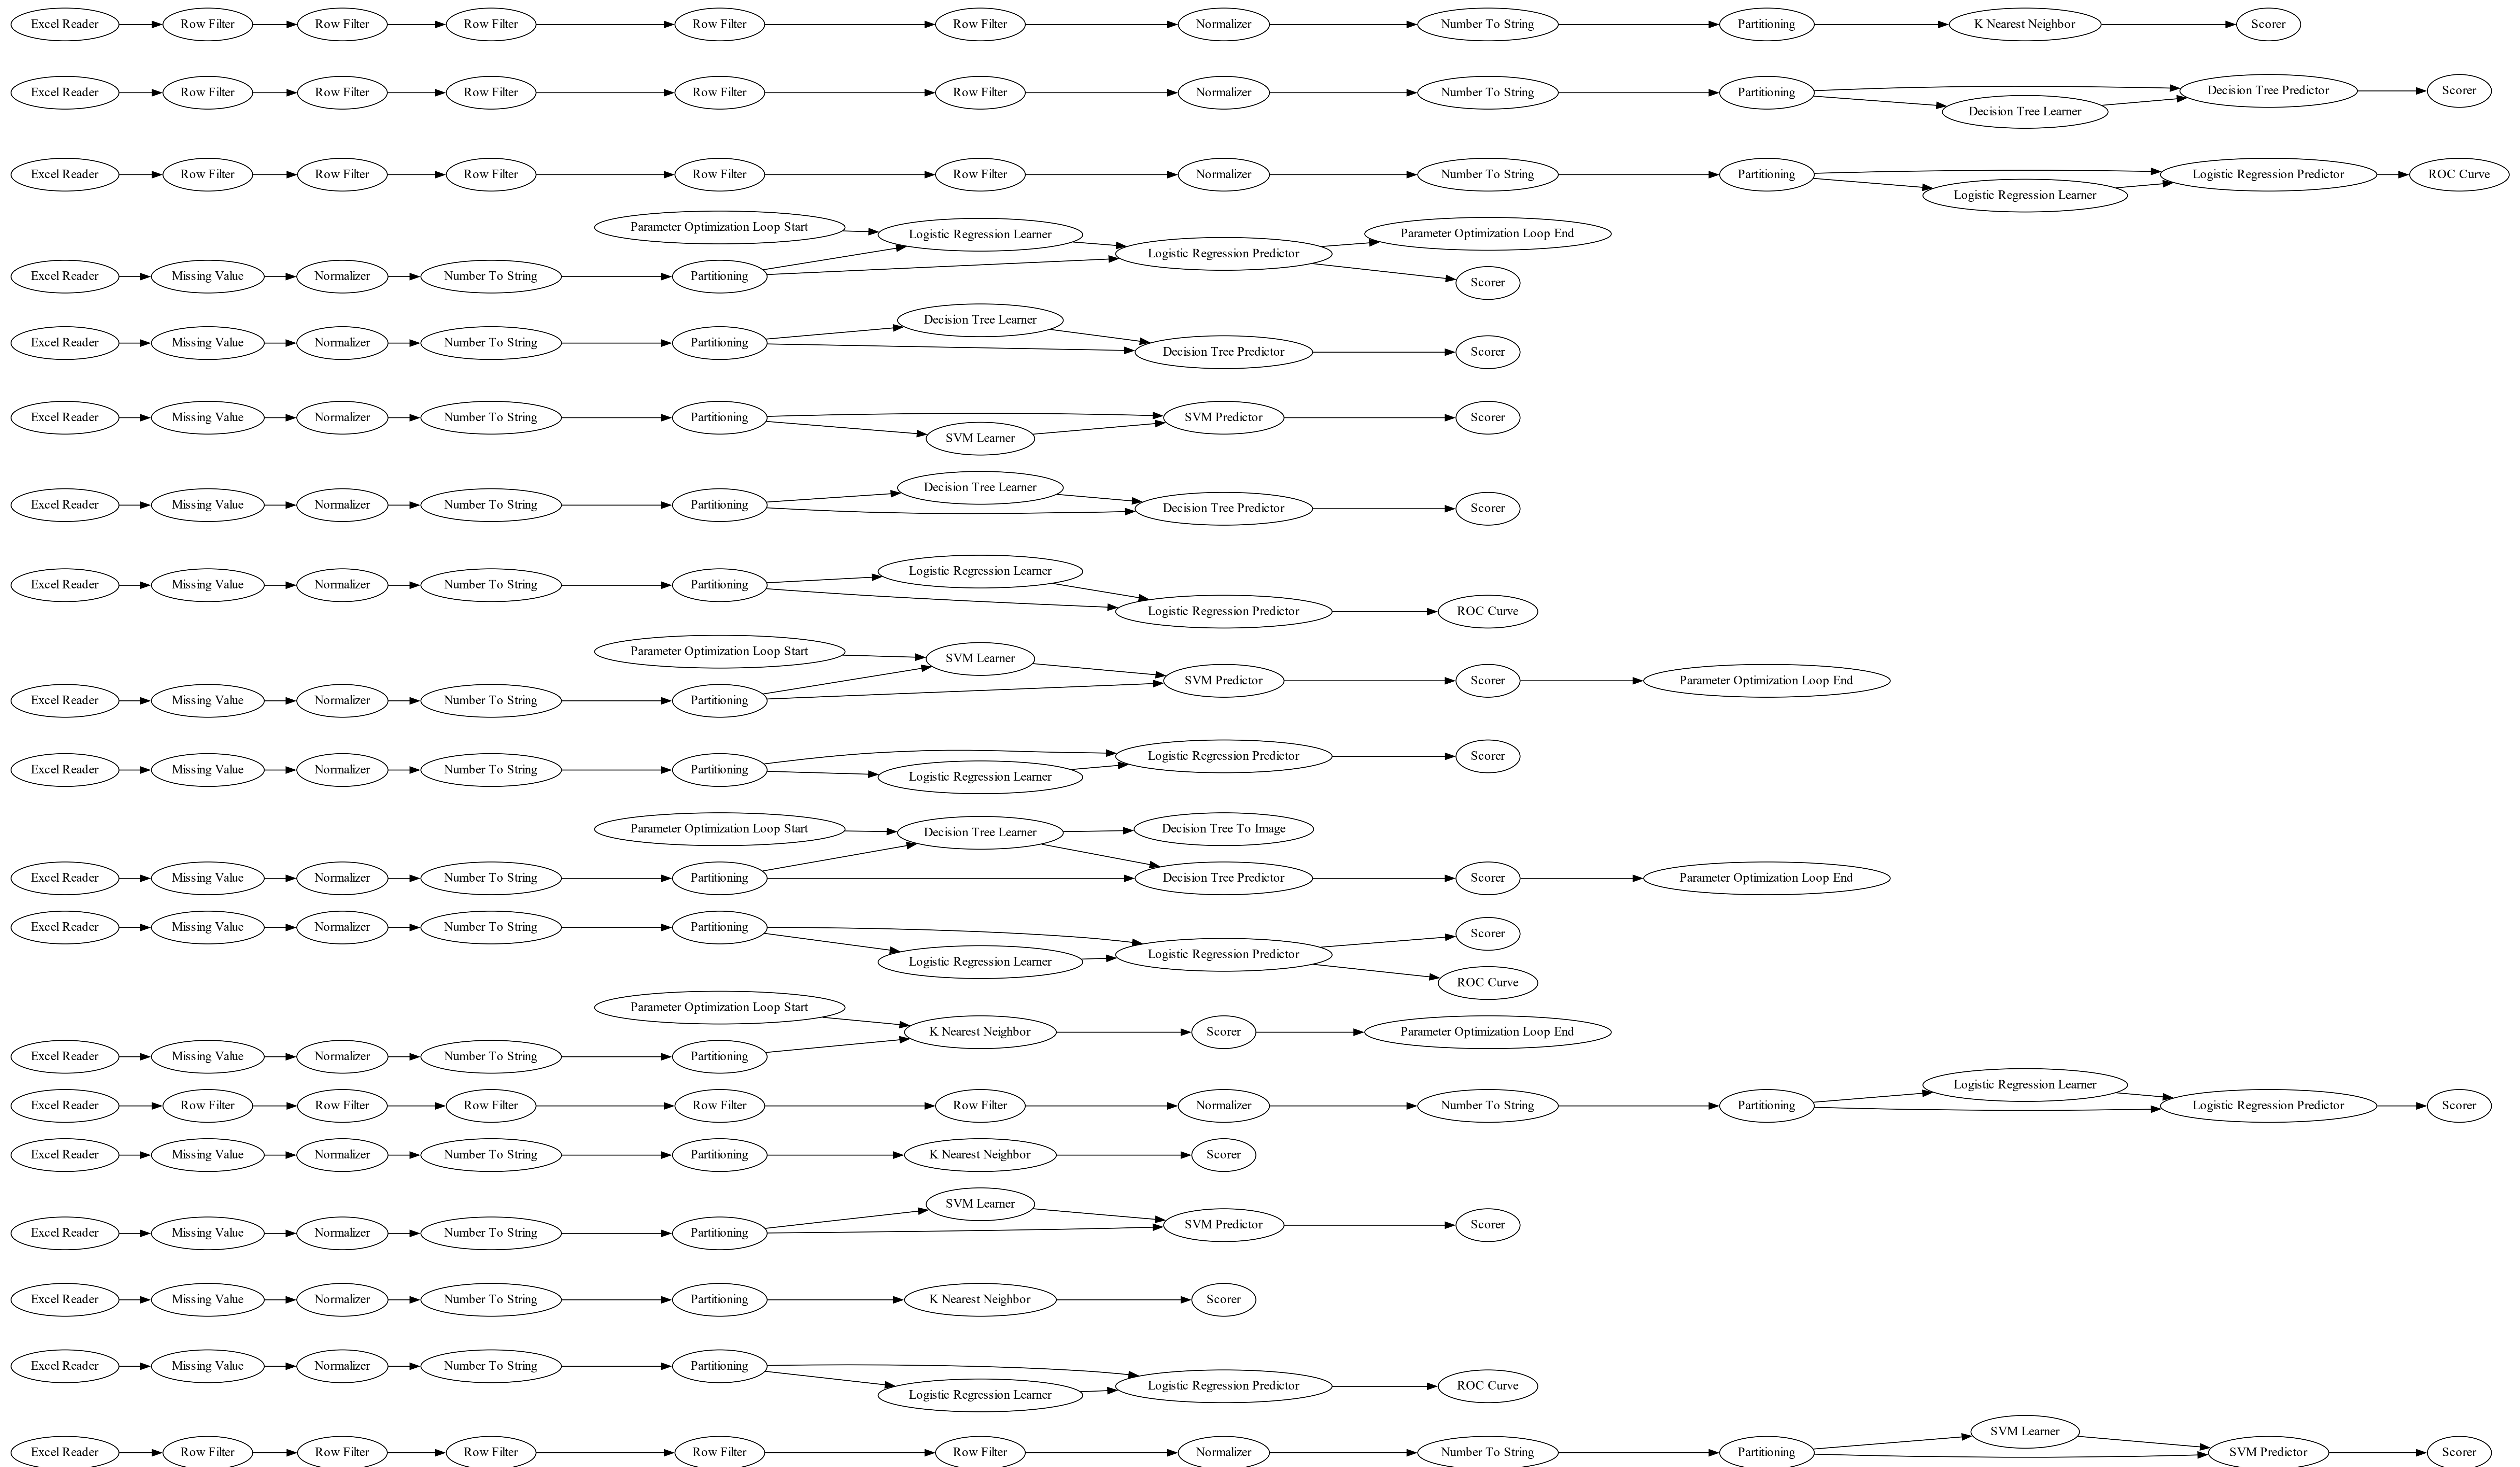 Excel Reader Row Filter Row Filter Row Filter Row Filter Row Filter Normalizer Number To String Partitioning K Nearest Neighbor Scorer
Excel Reader Row Filter Row Filter Row Filter Row Filter Row Filter Normalizer Number To String Partitioning Decision Tree Predictor Scorer
Decision Tree Learner
Excel Reader Row Filter Row Filter Row Filter Row Filter Row Filter Normalizer Number To String Partitioning Logistic Regression Predictor ROC Curve
Logistic Regression Learner
Parameter Optimization Loop Start Logistic Regression Learner Parameter Optimization Loop End
Logistic Regression Predictor
Excel Reader Missing Value Normalizer Number To String Partitioning Scorer
Decision Tree Learner
Excel Reader Missing Value Normalizer Number To String Partitioning Decision Tree Predictor Scorer
Excel Reader Missing Value Normalizer Number To String Partitioning SVM Predictor Scorer
SVM Learner
Decision Tree Learner
Excel Reader Missing Value Normalizer Number To String Partitioning Decision Tree Predictor Scorer
Logistic Regression Learner
Excel Reader Missing Value Normalizer Number To String Partitioning Logistic Regression Predictor ROC Curve
Parameter Optimization Loop Start SVM Learner
Excel Reader Missing Value Normalizer Number To String Partitioning SVM Predictor Scorer Parameter Optimization Loop End
Excel Reader Missing Value Normalizer Number To String Partitioning Logistic Regression Predictor Scorer
Logistic Regression Learner
Parameter Optimization Loop Start Decision Tree Learner Decision Tree To Image
Excel Reader Missing Value Normalizer Number To String Partitioning Decision Tree Predictor Scorer Parameter Optimization Loop End
Excel Reader Missing Value Normalizer Number To String Partitioning Scorer
Logistic Regression Learner Logistic Regression Predictor
ROC Curve
Parameter Optimization Loop Start
K Nearest Neighbor Scorer Parameter Optimization Loop End
Excel Reader Missing Value Normalizer Number To String Partitioning
Logistic Regression Learner
Excel Reader Row Filter Row Filter Row Filter Row Filter Row Filter Normalizer Number To String Partitioning Logistic Regression Predictor Scorer
Excel Reader Missing Value Normalizer Number To String Partitioning K Nearest Neighbor Scorer
SVM Learner
Excel Reader Missing Value Normalizer Number To String Partitioning SVM Predictor Scorer
Excel Reader Missing Value Normalizer Number To String Partitioning K Nearest Neighbor Scorer
Excel Reader Missing Value Normalizer Number To String Partitioning Logistic Regression Predictor ROC Curve
Logistic Regression Learner
SVM Learner
Excel Reader Row Filter Row Filter Row Filter Row Filter Row Filter Normalizer Number To String Partitioning SVM Predictor Scorer